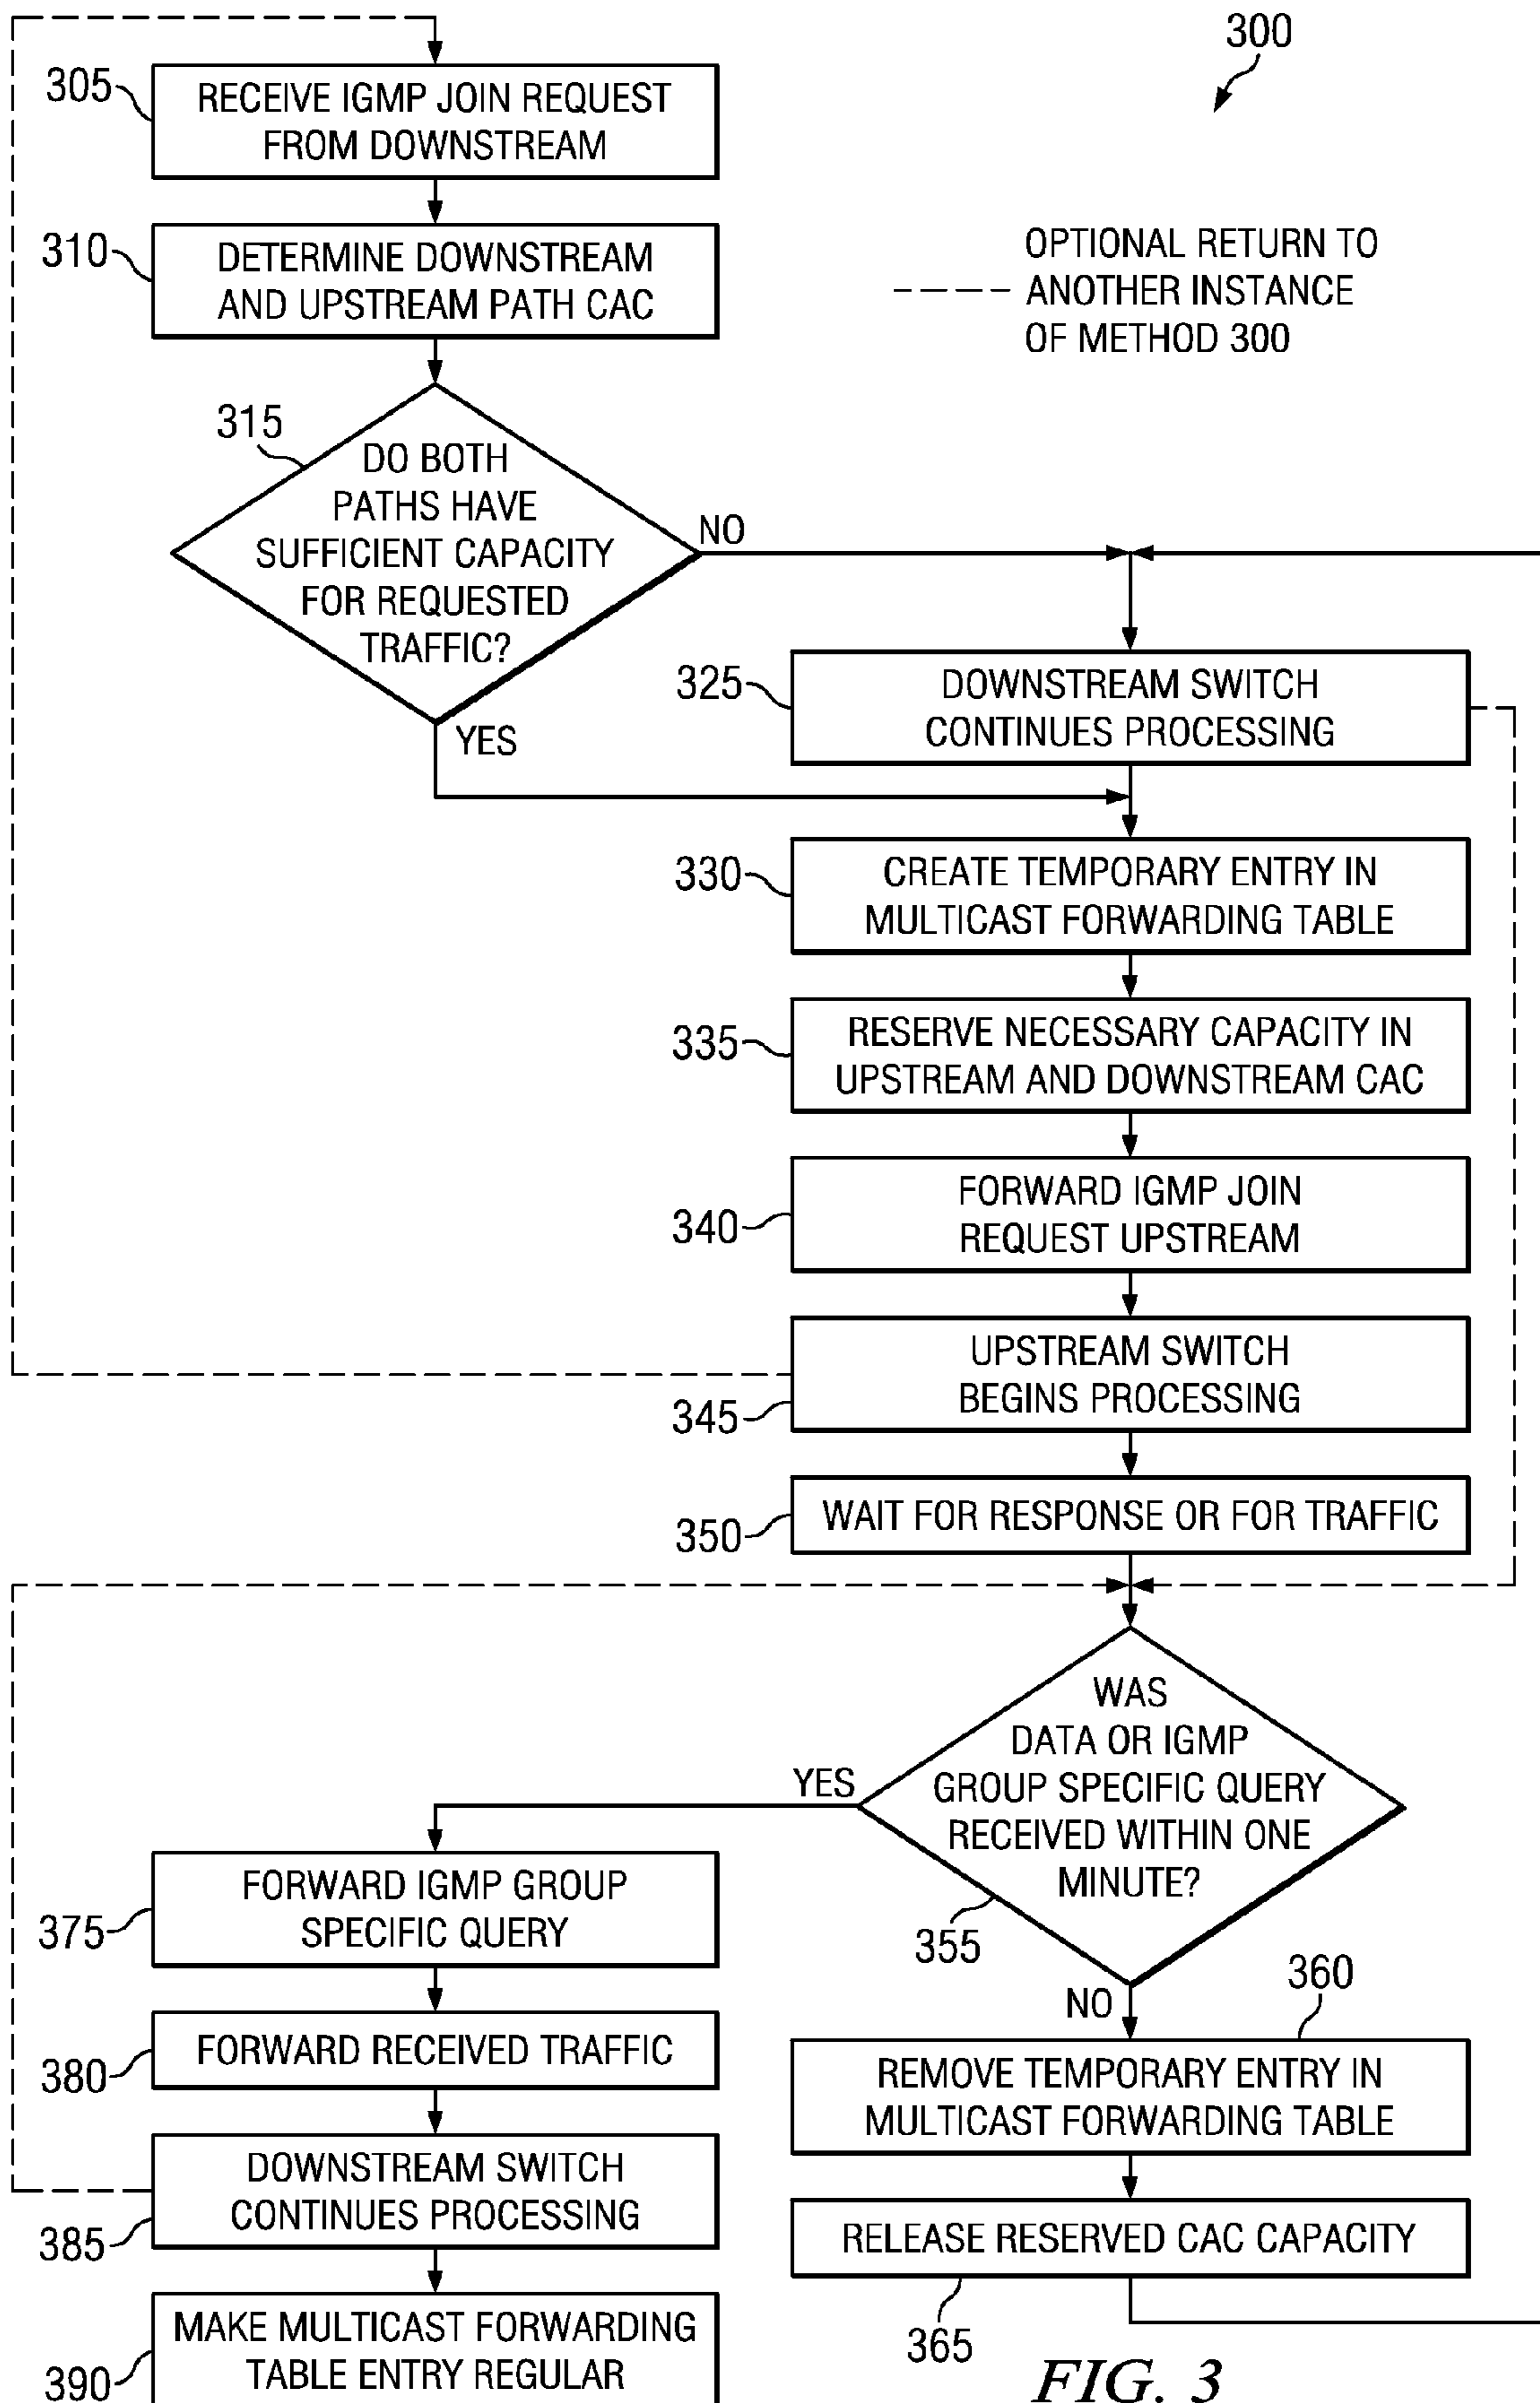 300
305
RECEIVE IGMP JOIN REQUEST
FROM DOWNSTREAM
310
DETERMINE DOWNSTREAM
AND UPSTREAM PATH CAC
OPTIONAL RETURN TO
ANOTHER INSTANCE
OF METHOD 300
315
DO BOTH
PATHS HAVE
SUFFICIENT CAPACITY
FOR REQUESTED
TRAFFIC?
NO
YES
325
DOWNSTREAM SWITCH
CONTINUES PROCESSING
330
CREATE TEMPORARY ENTRY IN
MULTICAST FORWARDING TABLE
335
RESERVE NECESSARY CAPACITY IN
UPSTREAM AND DOWNSTREAM CAC
340
FORWARD IGMP JOIN
REQUEST UPSTREAM
345
UPSTREAM SWITCH
BEGINS PROCESSING
350
WAIT FOR RESPONSE OR FOR TRAFFIC
355
WAS
DATA OR IGMP
GROUP SPECIFIC QUERY
RECEIVED WITHIN ONE
MINUTE?
YES
NO
375
FORWARD IGMP GROUP
SPECIFIC QUERY
380
FORWARD RECEIVED TRAFFIC
385
DOWNSTREAM SWITCH
CONTINUES PROCESSING
390
MAKE MULTICAST FORWARDING
TABLE ENTRY REGULAR
360
REMOVE TEMPORARY ENTRY IN
MULTICAST FORWARDING TABLE
RELEASE RESERVED CAC CAPACITY
365
FIG. 3